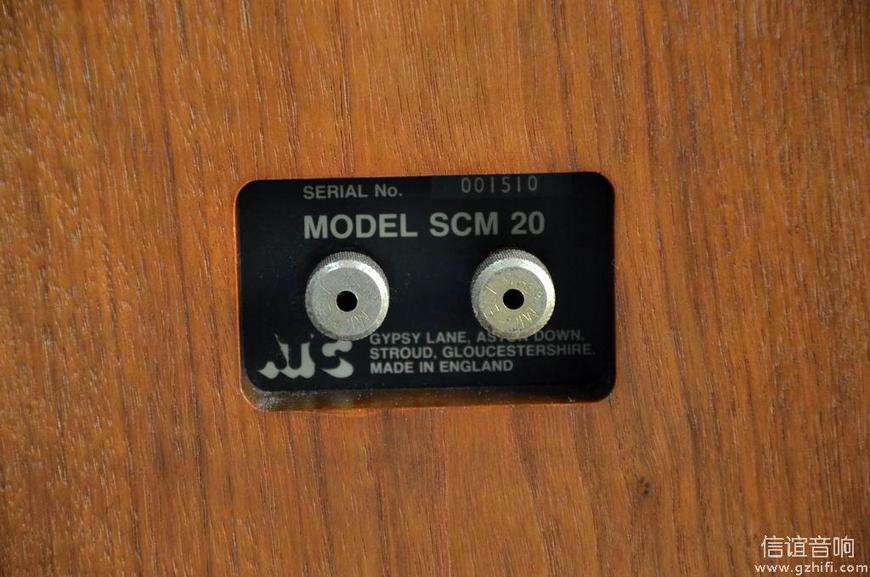 SERIAL No. 001510
MODEL SCM 20
GYPSY LANE, ASTON DOWN,
STROUD, GLOUCESTERSHIRE.
MADE IN ENGLAND
信谊音响
www.gzhifi.com